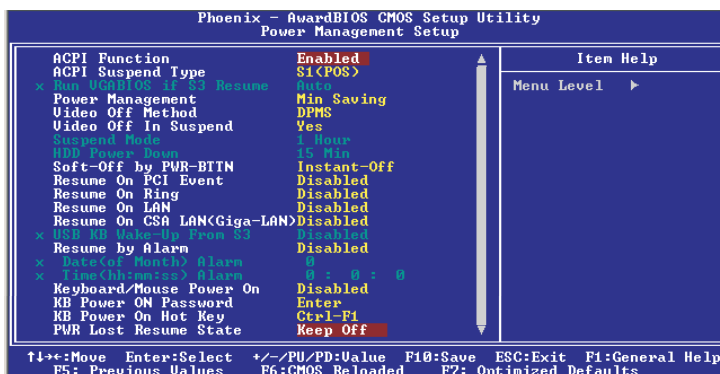 Phoenix - AwardBIOS CMOS Setup Utility
Power Management Setup
ACPI Function Enabled
ACPI Suspend Type S1(POS)
x Run VGABIOS if S3 Resume Auto
Power Management Min Saving
Video Off Method DPMS
Video Off In Suspend Yes
Suspend Mode 1 Hour
HDD Power Down 15 Min
Soft-Off by PWR-BTTN Instant-Off
Resume On PCI Event Disabled
Resume On Ring Disabled
Resume On LAN Disabled
Resume On CSA LAN(Giga-LAN)Disabled
x USB KB Wake-Up From S3 Disabled
Resume by Alarm Disabled
x Date(of Month) Alarm 0
x Time(hh:mm:ss) Alarm 0 : 0 : 0
Keyboard/Mouse Power On Disabled
KB Power ON Password Enter
KB Power On Hot Key Ctrl-F1
PWR Lost Resume State Keep Off
Item Help
Menu Level ▶
↑↓→←:Move Enter:Select +/-/PU/PD:Value F10:Save ESC:Exit F1:General Help
F5: Previous Values F6:CMOS Reloaded F7: Optimized Defaults